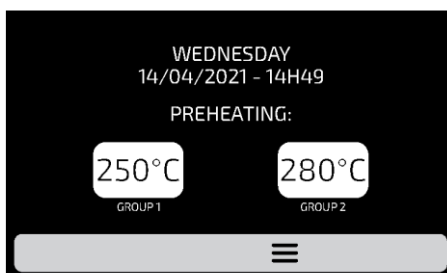 WEDNESDAY
14/04/2021 - 14H49
PREHEATING:
250°C 280°C
GROUP 1 GROUP 2